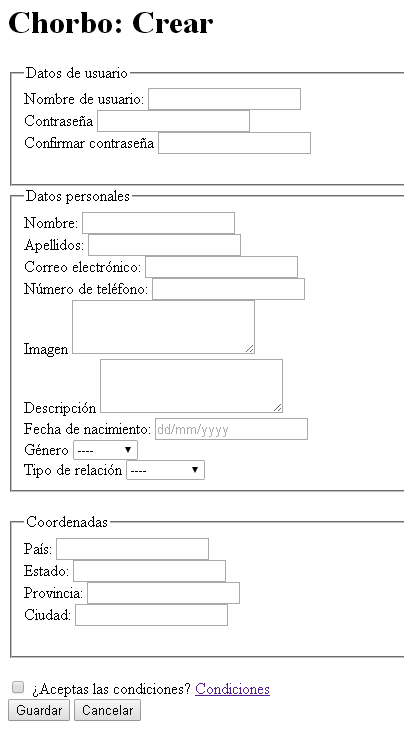 Chorbo: Crear
Datos de usuario
Nombre de usuario:
Contraseña
Confirmar contraseña
Datos personales
Nombre:
Apellidos:
Correo electrónico:
Número de teléfono:
Imagen
Descripción
Fecha de nacimiento: dd/mm/yyyy
Género ----
Tipo de relación ----
Coordenadas
País:
Estado:
Provincia:
Ciudad:
¿Aceptas las condiciones? Condiciones
Guardar Cancelar